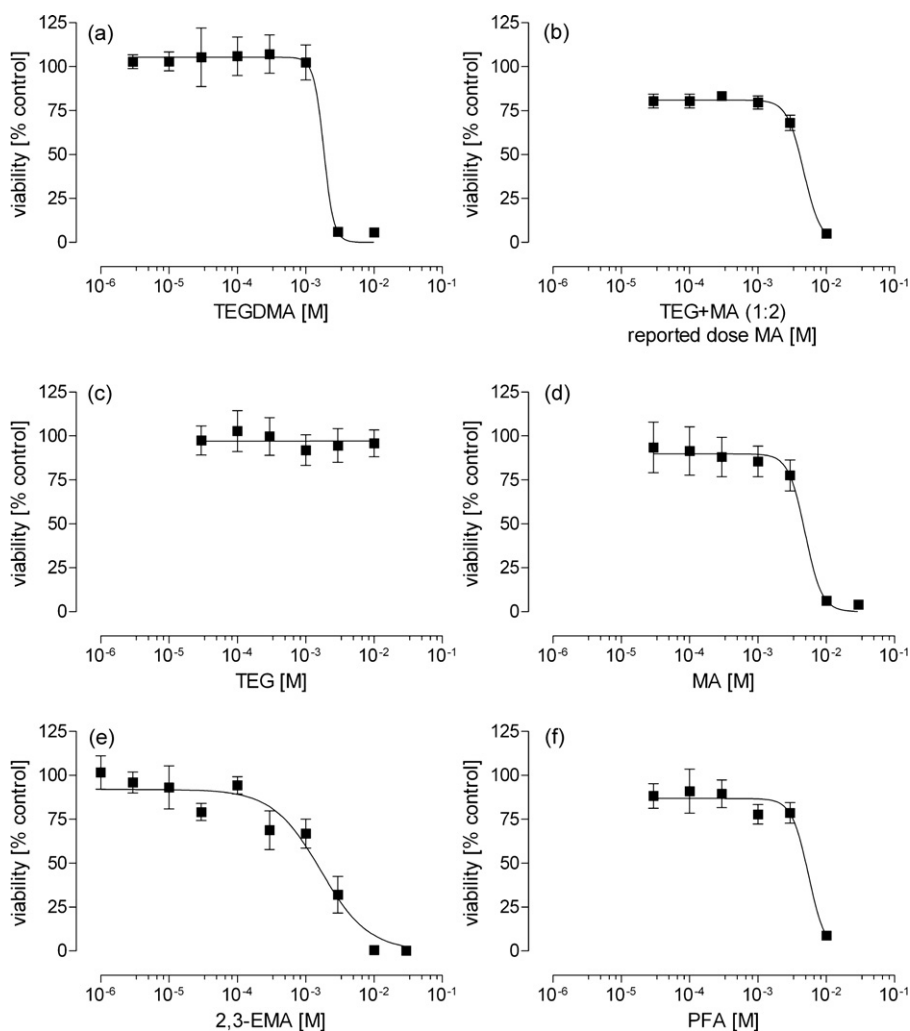 (a)
125
100
75
50
25
0
viability [% control]
10-6 10-5 10-4 10-3 10-2 10-1
TEGDMA [M]
(b)
125
100
75
50
25
0
viability [% control]
10-6 10-5 10-4 10-3 10-2 10-1
TEG+MA (1:2)
reported dose MA [M]
(c)
125
100
75
50
25
0
viability [% control]
10-6 10-5 10-4 10-3 10-2 10-1
TEG [M]
(d)
125
100
75
50
25
0
viability [% control]
10-6 10-5 10-4 10-3 10-2 10-1
MA [M]
(e)
125
100
75
50
25
0
viability [% control]
10-6 10-5 10-4 10-3 10-2 10-1
2,3-EMA [M]
(f)
125
100
75
50
25
0
viability [% control]
10-6 10-5 10-4 10-3 10-2 10-1
PFA [M]